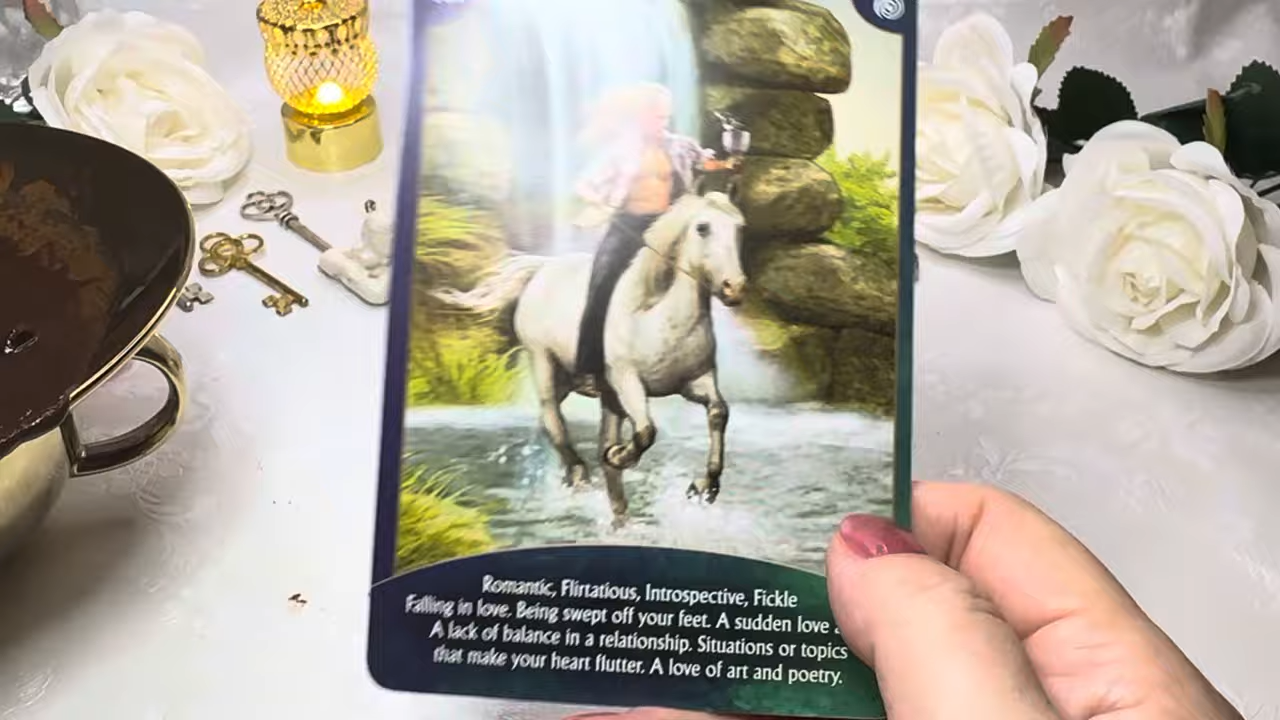 Romantic, Flirtatious, Introspective, Fickle
Falling in love. Being swept off your feet. A sudden love
A lack of balance in a relationship. Situations or topics
that make your heart flutter. A love of art and poetry.